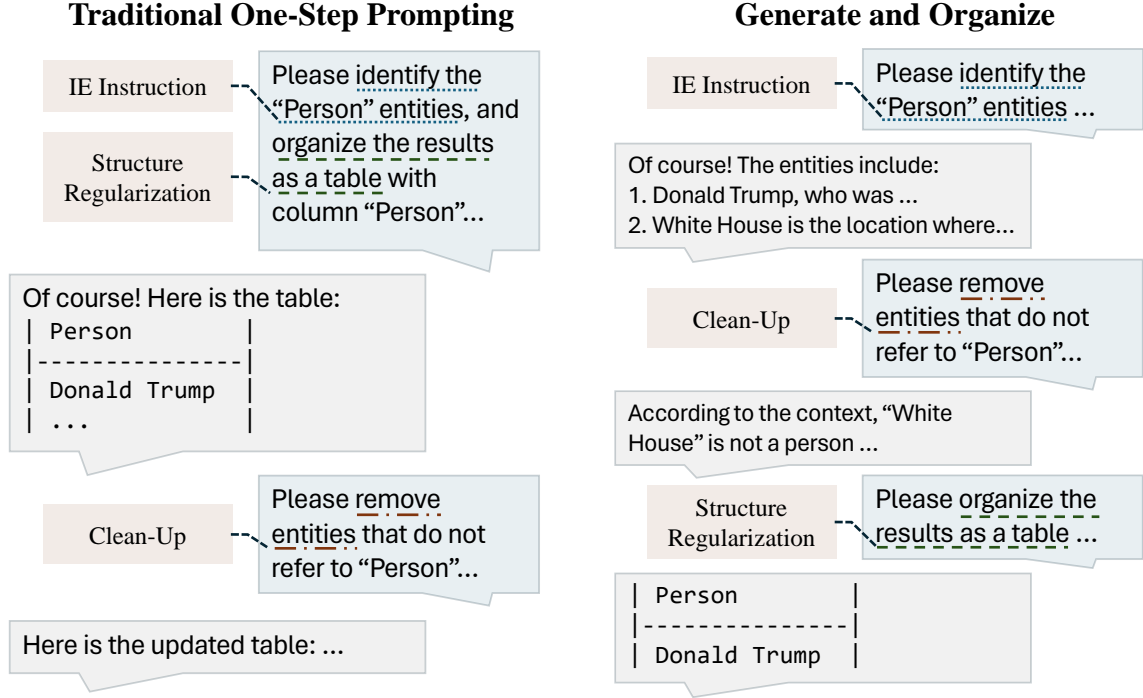 Traditional One-Step Prompting
IE Instruction
Structure
Regularization
Please identify the
“Person” entities, and
organize the results
as a table with
column “Person”...
Of course! Here is the table:
| Person |
|--------------|
| Donald Trump |
| ... |
Clean-Up
Please remove
entities that do not
refer to “Person”...
Here is the updated table: ...
Generate and Organize
IE Instruction
Please identify the
“Person” entities ...
Of course! The entities include:
1. Donald Trump, who was ...
2. White House is the location where...
Clean-Up
Please remove
entities that do not
refer to “Person”...
According to the context, “White
House” is not a person ...
Structure
Regularization
Please organize the
results as a table ...
| Person |
|---------------|
| Donald Trump |